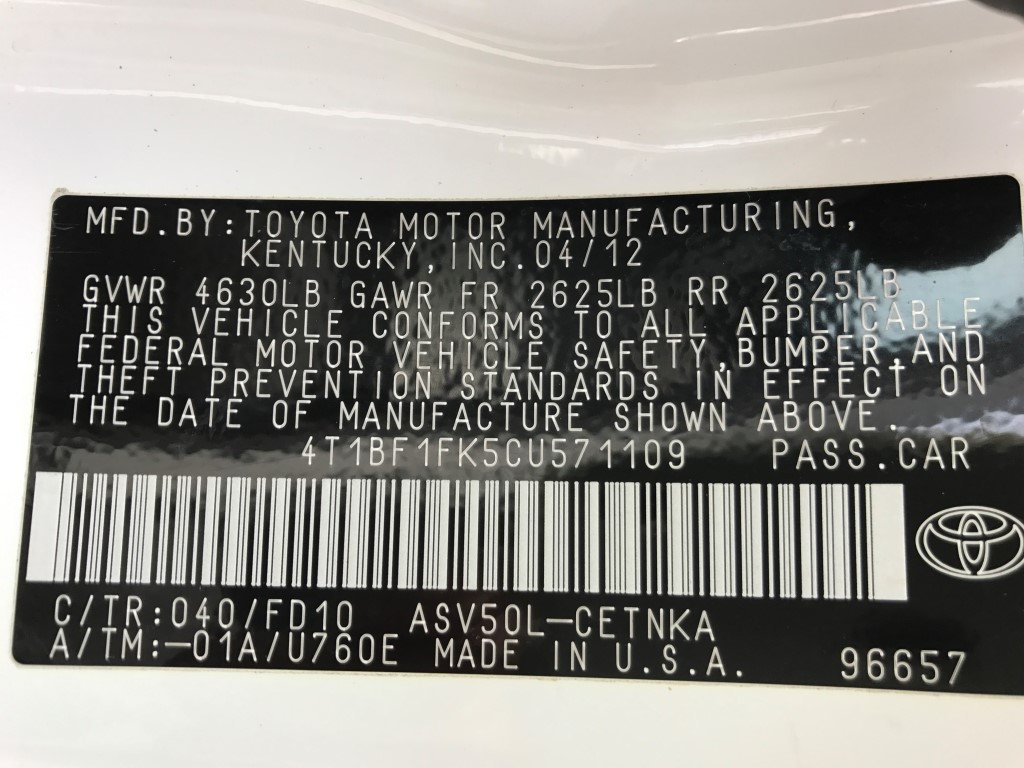 MFD.BY:TOYOTA MOTOR MANUFACTURING,
KENTUCKY,INC.04/12
GVWR 4630LB GAWR FR 2625LB RR 2625LB
THIS VEHICLE CONFORMS TO ALL APPLICABLE
FEDERAL MOTOR VEHICLE SAFETY,BUMPER,AND
THEFT PREVENTION STANDARDS IN EFFECT ON
THE DATE OF MANUFACTURE SHOWN ABOVE.
4T1BF1FK5CU571109 PASS.CAR
C/TR:040/FD10 ASV50L-CETNKA
A/TM:-01A/U760E MADE IN U.S.A. 96657